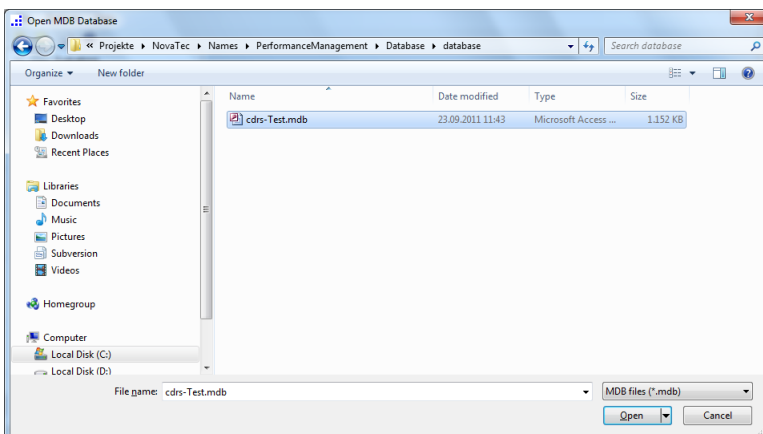 Open MDB Database
« Projekte ▸ NovaTec ▸ Names ▸ PerformanceManagement ▸ Database ▸ database
Search database
Organize New folder
Favorites
Desktop
Downloads
Recent Places
Libraries
Documents
Music
Pictures
Subversion
Videos
Homegroup
Computer
Local Disk (C:)
Local Disk (D:)
Name Date modified Type Size
cdrs-Test.mdb 23.09.2011 11:43 Microsoft Access ... 1.152 KB
File name: cdrs-Test.mdb MDB files (*.mdb)
Open Cancel